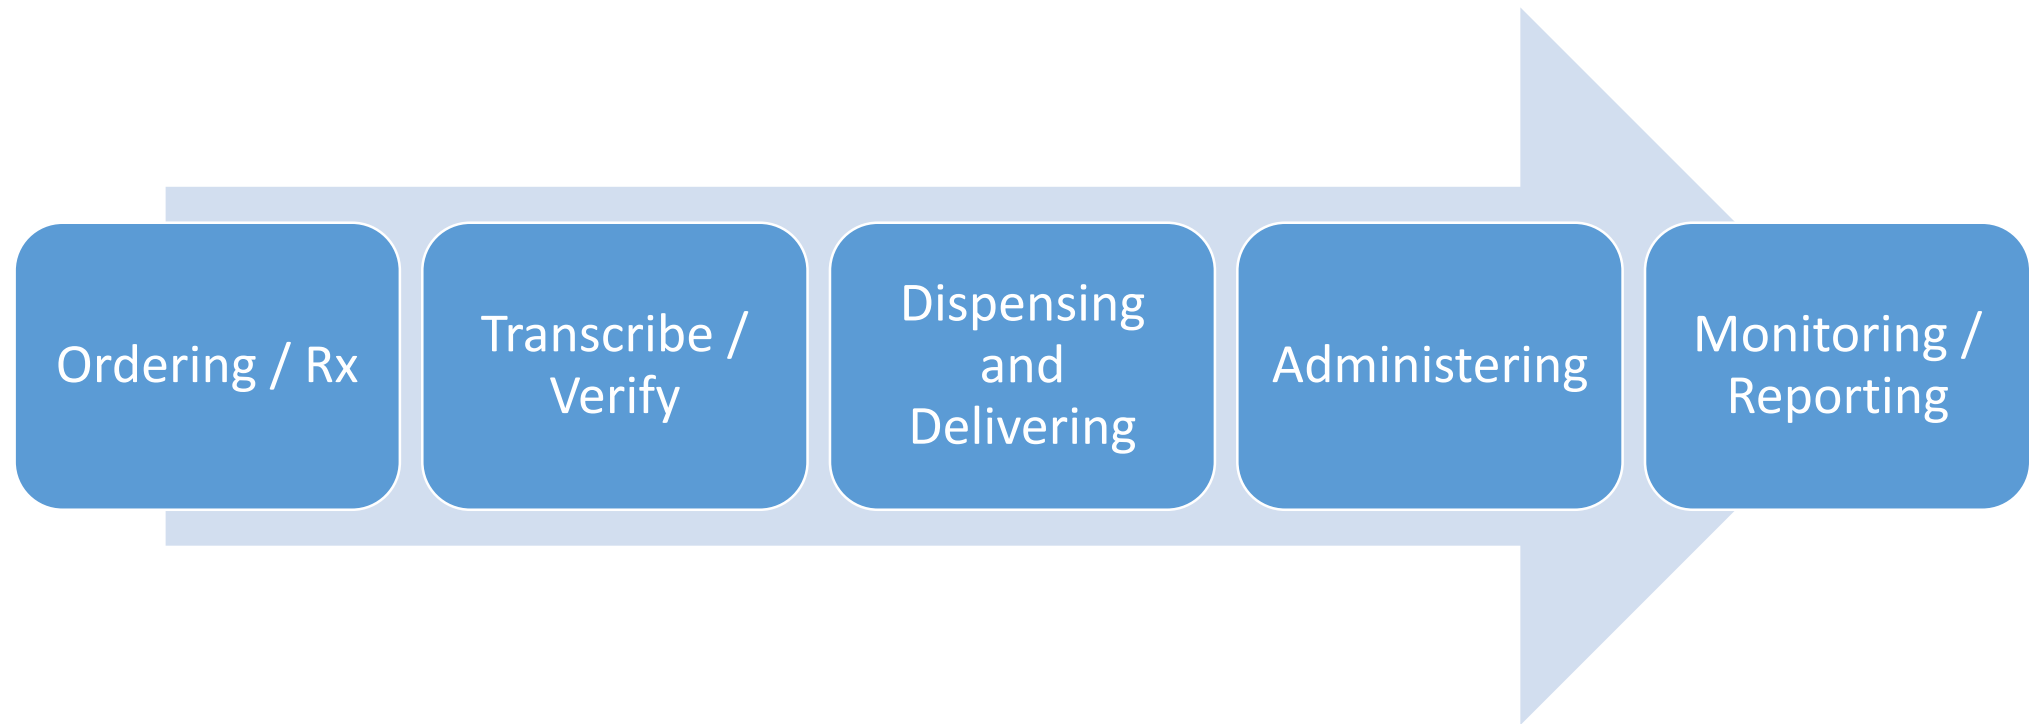 Ordering / Rx
Transcribe /
Verify
Dispensing
and
Delivering
Administering
Monitoring /
Reporting